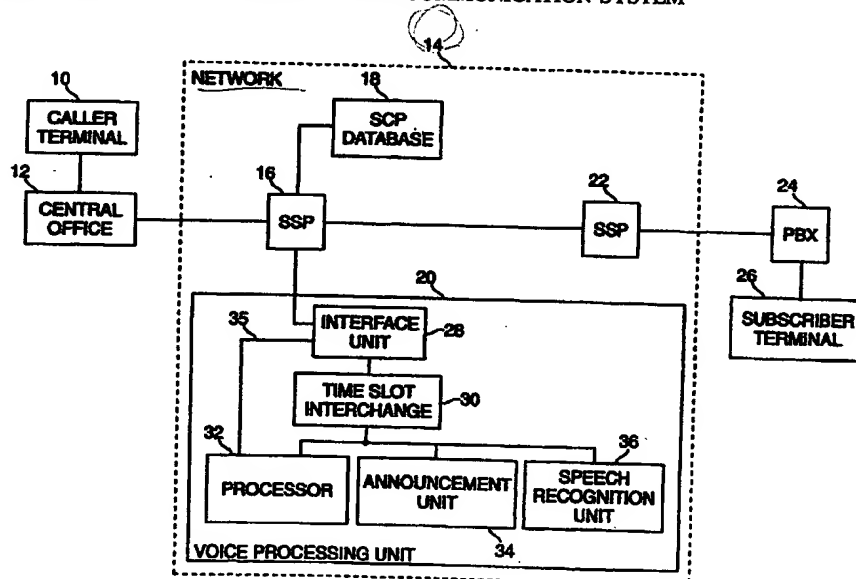 14
NETWORK
10
CALLER
TERMINAL
18
SCP
DATABASE
12
CENTRAL
OFFICE
16
SSP
22
SSP
24
PBX
20
26
SUBSCRIBER
TERMINAL
35
INTERFACE
UNIT
28
TIME SLOT
INTERCHANGE
30
32
PROCESSOR
ANNOUNCEMENT
UNIT
34
36
SPEECH
RECOGNITION
UNIT
VOICE PROCESSING UNIT